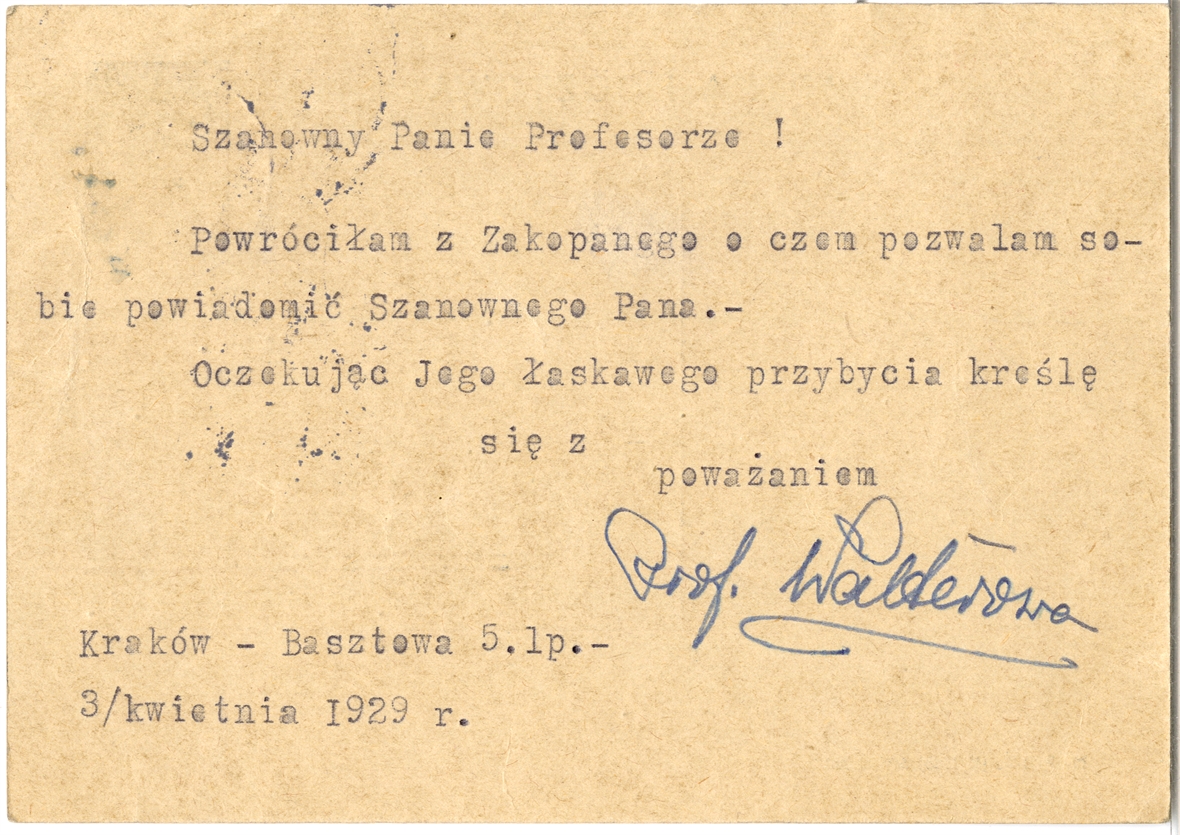 Szanowny Panie Profesorze !
Powróciłam z Zakopanego o czem pozwalam so-
bie powiadomić Szanownego Pana.-
Oczekując Jego łaskawego przybycia kreślę
się z
poważaniem
Prof. Walterowa
Kraków - Basztowa 5.Ip.-
3/kwietnia 1929 r.